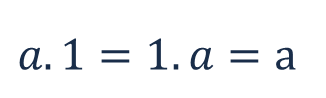 a. 1 = 1. a = a